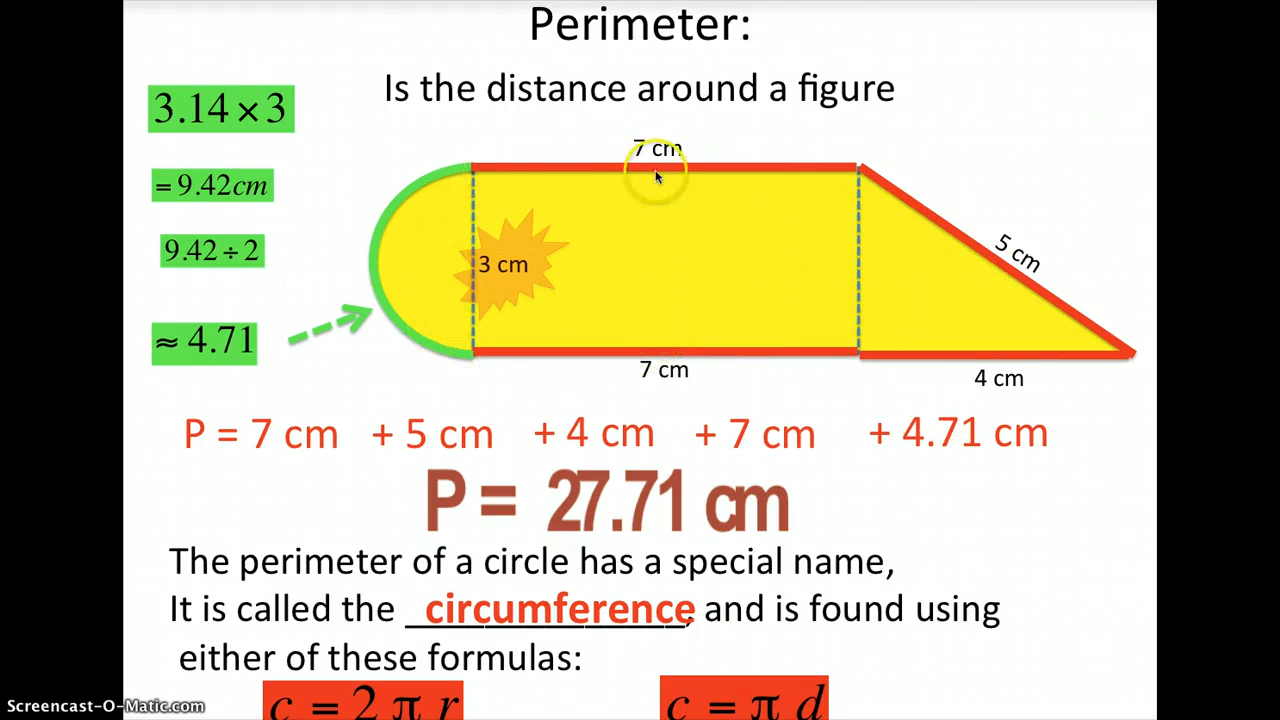 Perimeter:
Is the distance around a figure
3.14 × 3
= 9.42cm
9.42 ÷ 2
≈ 4.71
7 cm
3 cm
5 cm
7 cm
4 cm
P = 7 cm + 5 cm + 4 cm + 7 cm + 4.71 cm
P = 27.71 cm
The perimeter of a circle has a special name,
It is called the circumference, and is found using
either of these formulas:
c = 2 π r
c = π d
Screencast-O-Matic.com